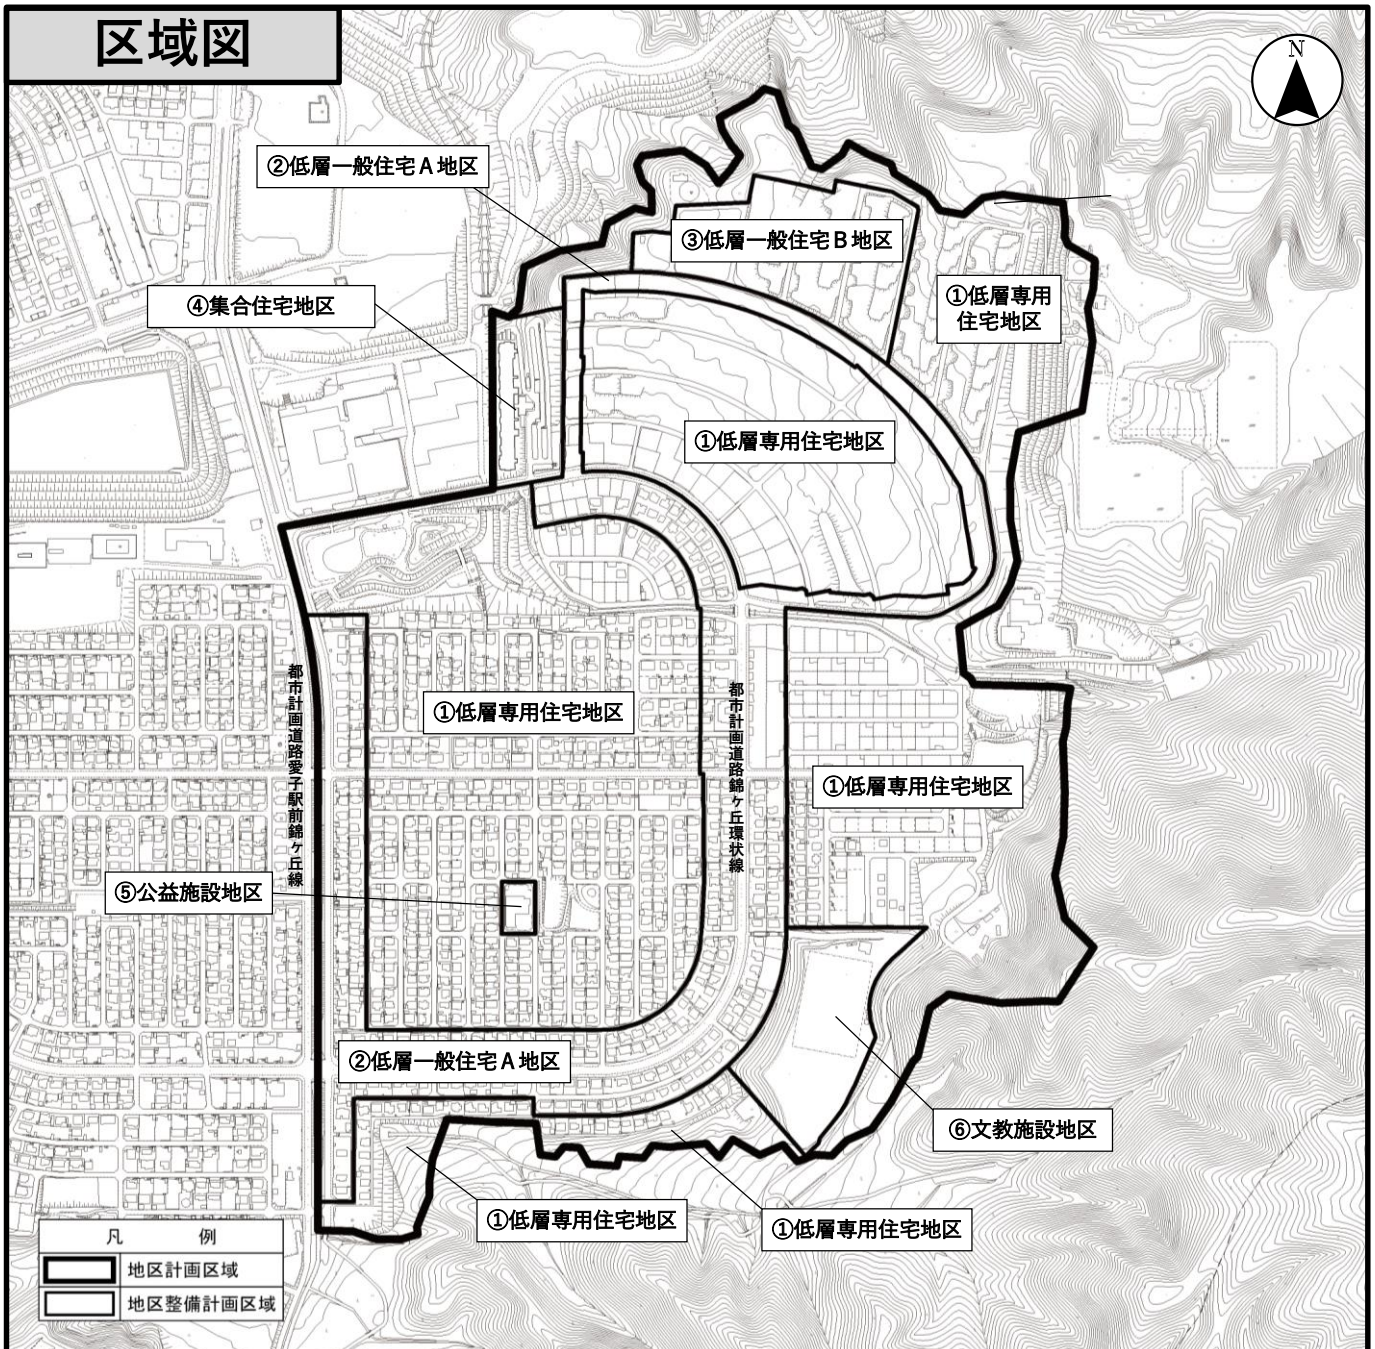 区域図
N
②低層一般住宅A地区
③低層一般住宅B地区
①低層専用
住宅地区
④集合住宅地区
①低層専用住宅地区
都市計画道路愛子駅前錦ヶ丘線
①低層専用住宅地区
都市計画道路錦ヶ丘環状線
①低層専用住宅地区
⑤公益施設地区
②低層一般住宅A地区
⑥文教施設地区
①低層専用住宅地区
①低層専用住宅地区
凡 例
地区計画区域
地区整備計画区域